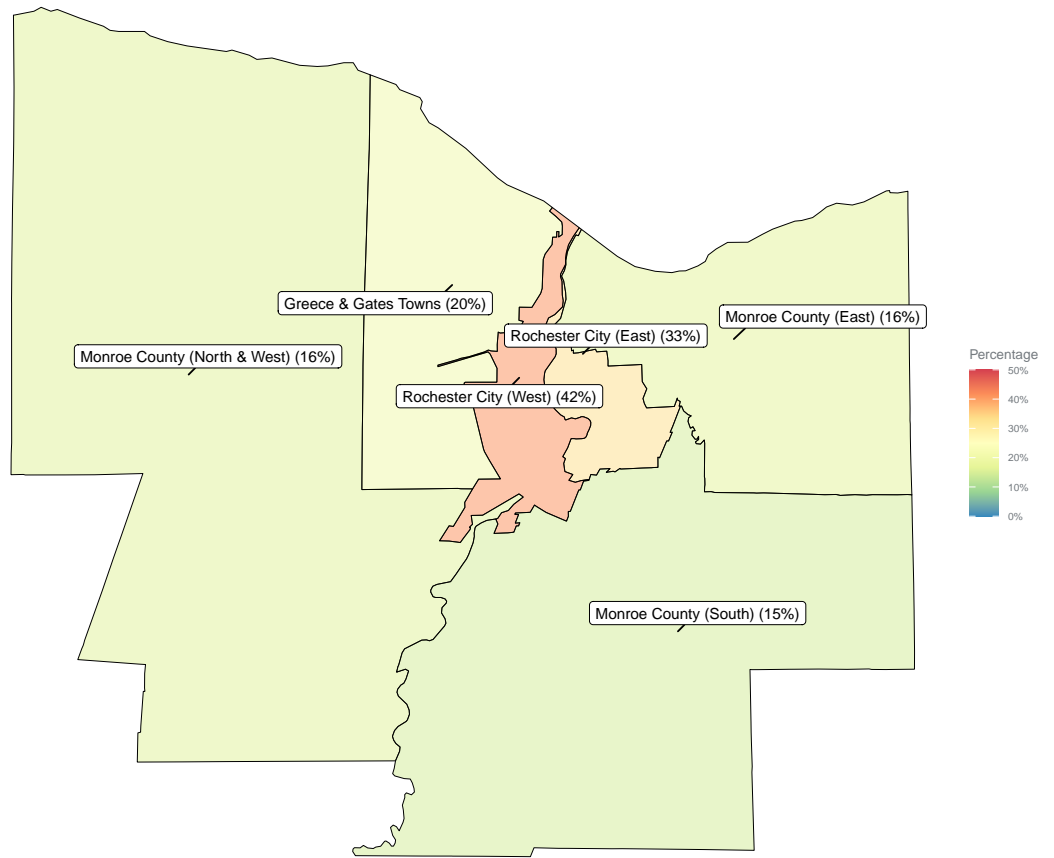 Greece & Gates Towns (20%)
Monroe County (East) (16%)
Rochester City (East) (33%)
Monroe County (North & West) (16%)
Rochester City (West) (42%)
Monroe County (South) (15%)
Percentage
50%
40%
30%
20%
10%
0%